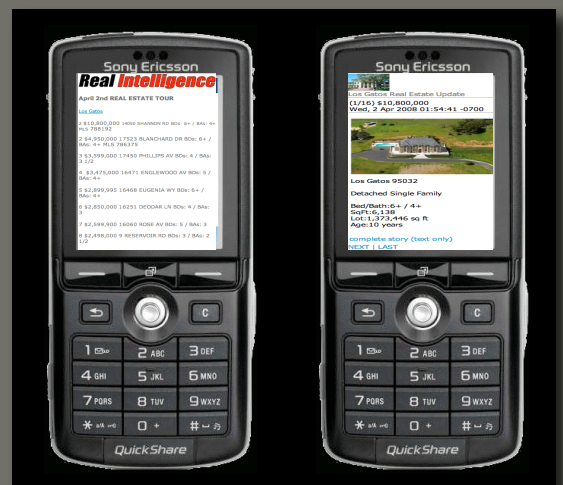 Sony Ericsson
Real Intelligence
April 2nd REAL ESTATE TOUR
Los Gatos
2 $10,800,000 14050 SHANNON RD BDs: 6+ / BAs: 4+
MLS 788192
2 $4,950,000 17523 BLANCHARD DR BDs: 6+ /
BAs: 4+ MLS 786375
3 $3,599,000 17450 PHILLIPS AV BDs: 4 / BAs:
3 1/2
4 $3,475,000 16471 ENGLEWOOD AV BDs: 5 /
BAs: 4+
5 $2,899,991 16468 EUGENIA WY BDs: 6+ /
BAs: 4+
6 $2,850,000 16251 DEODAR LN BDs: 4 / BAs:
3
7 $2,599,900 16060 ROSE AV BDs: 5 / BAs: 3
8 $2,498,000 9 RESERVOIR RD BDs: 3 / BAs: 2
1/2
C
1
2 ABC
3 DEF
4 GHI
5 JKL
6 MNO
7 PQRS
8 TUV
9 WXYZ
* a/A
0 +
#
QuickShare
Sony Ericsson
Los Gatos Real Estate Update
(1/16) $10,800,000
Wed, 2 Apr 2008 01:54:41 -0700
Los Gatos 95032
Detached Single Family
Bed/Bath:6+ / 4+
SqFt:6,138
Lot:1,373,446 sq ft
Age:10 years
complete story (text only)
NEXT | LAST
C
1
2 ABC
3 DEF
4 GHI
5 JKL
6 MNO
7 PQRS
8 TUV
9 WXYZ
* a/A
0 +
#
QuickShare